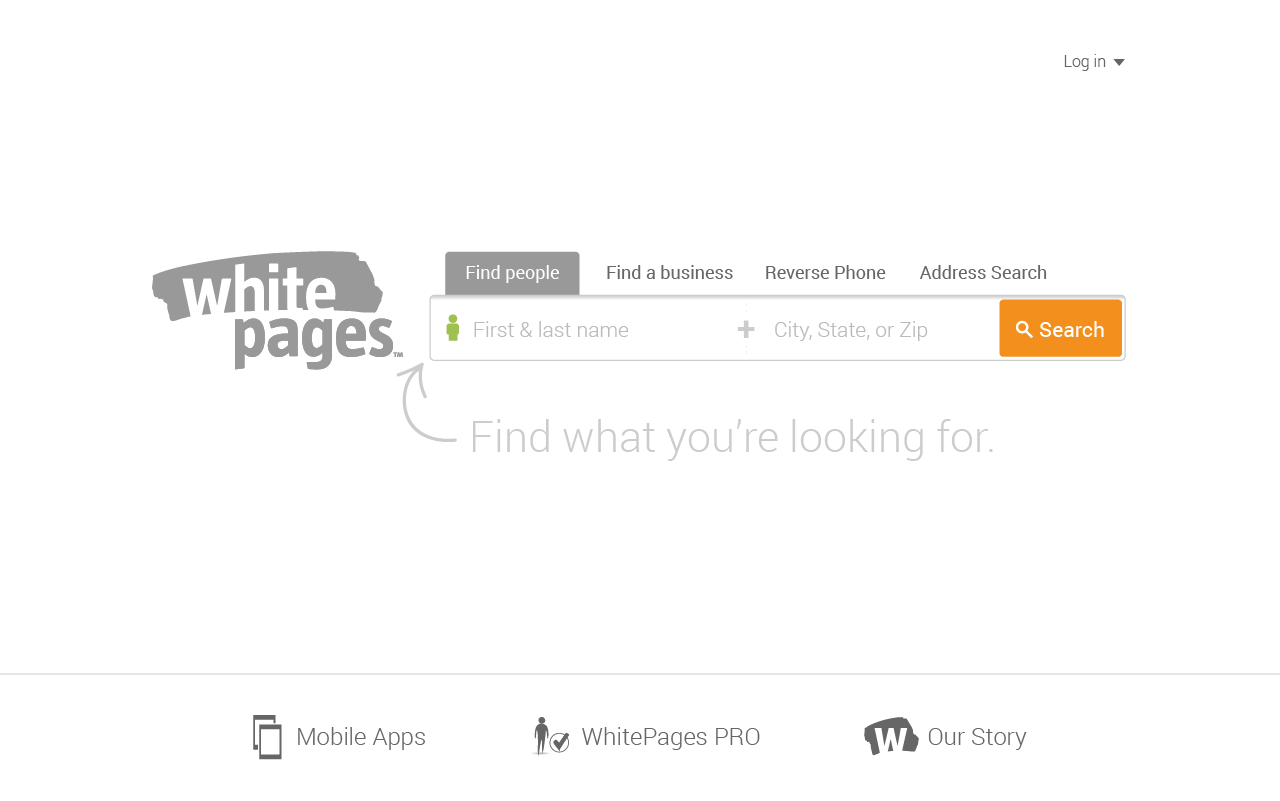 Log in
white
pages™
Find people
Find a business
Reverse Phone
Address Search
First & last name
City, State, or Zip
Search
Find what you’re looking for.
Mobile Apps
WhitePages PRO
W
Our Story